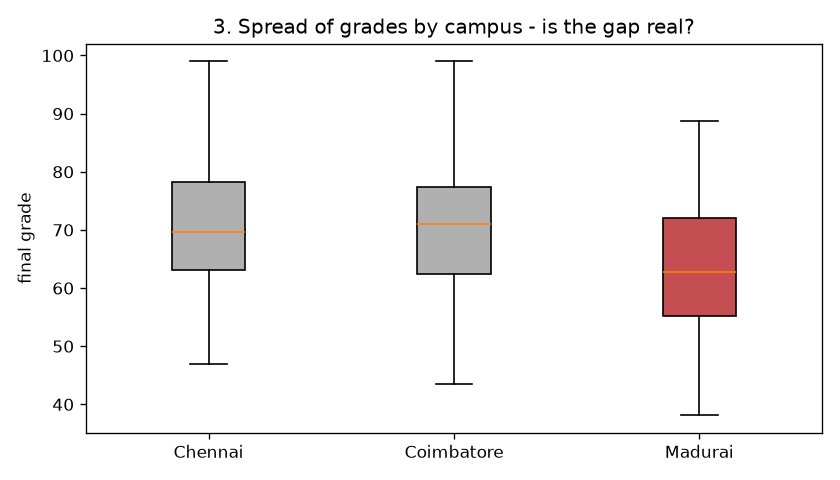 3. Spread of grades by campus - is the gap real?
final grade
100
90
80
70
60
50
40
Chennai
Coimbatore
Madurai